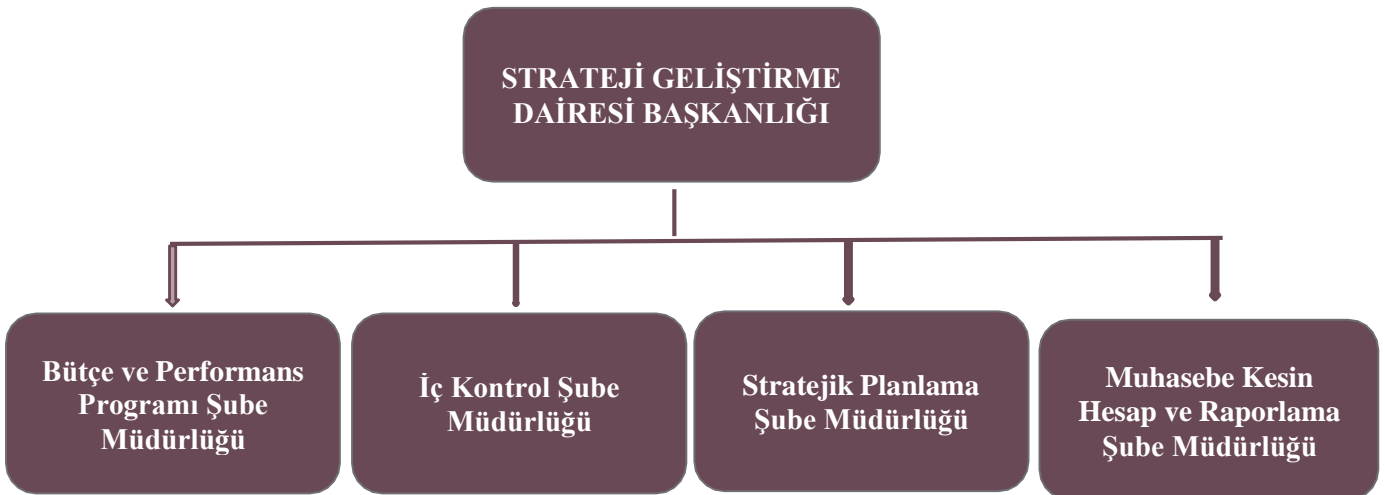 STRATEJİ GELİŞTİRME
DAİRESİ BAŞKANLIĞI
Bütçe ve Performans
Programı Şube
Müdürlüğü
İç Kontrol Şube
Müdürlüğü
Stratejik Planlama
Şube Müdürlüğü
Muhasebe Kesin
Hesap ve Raporlama
Şube Müdürlüğü